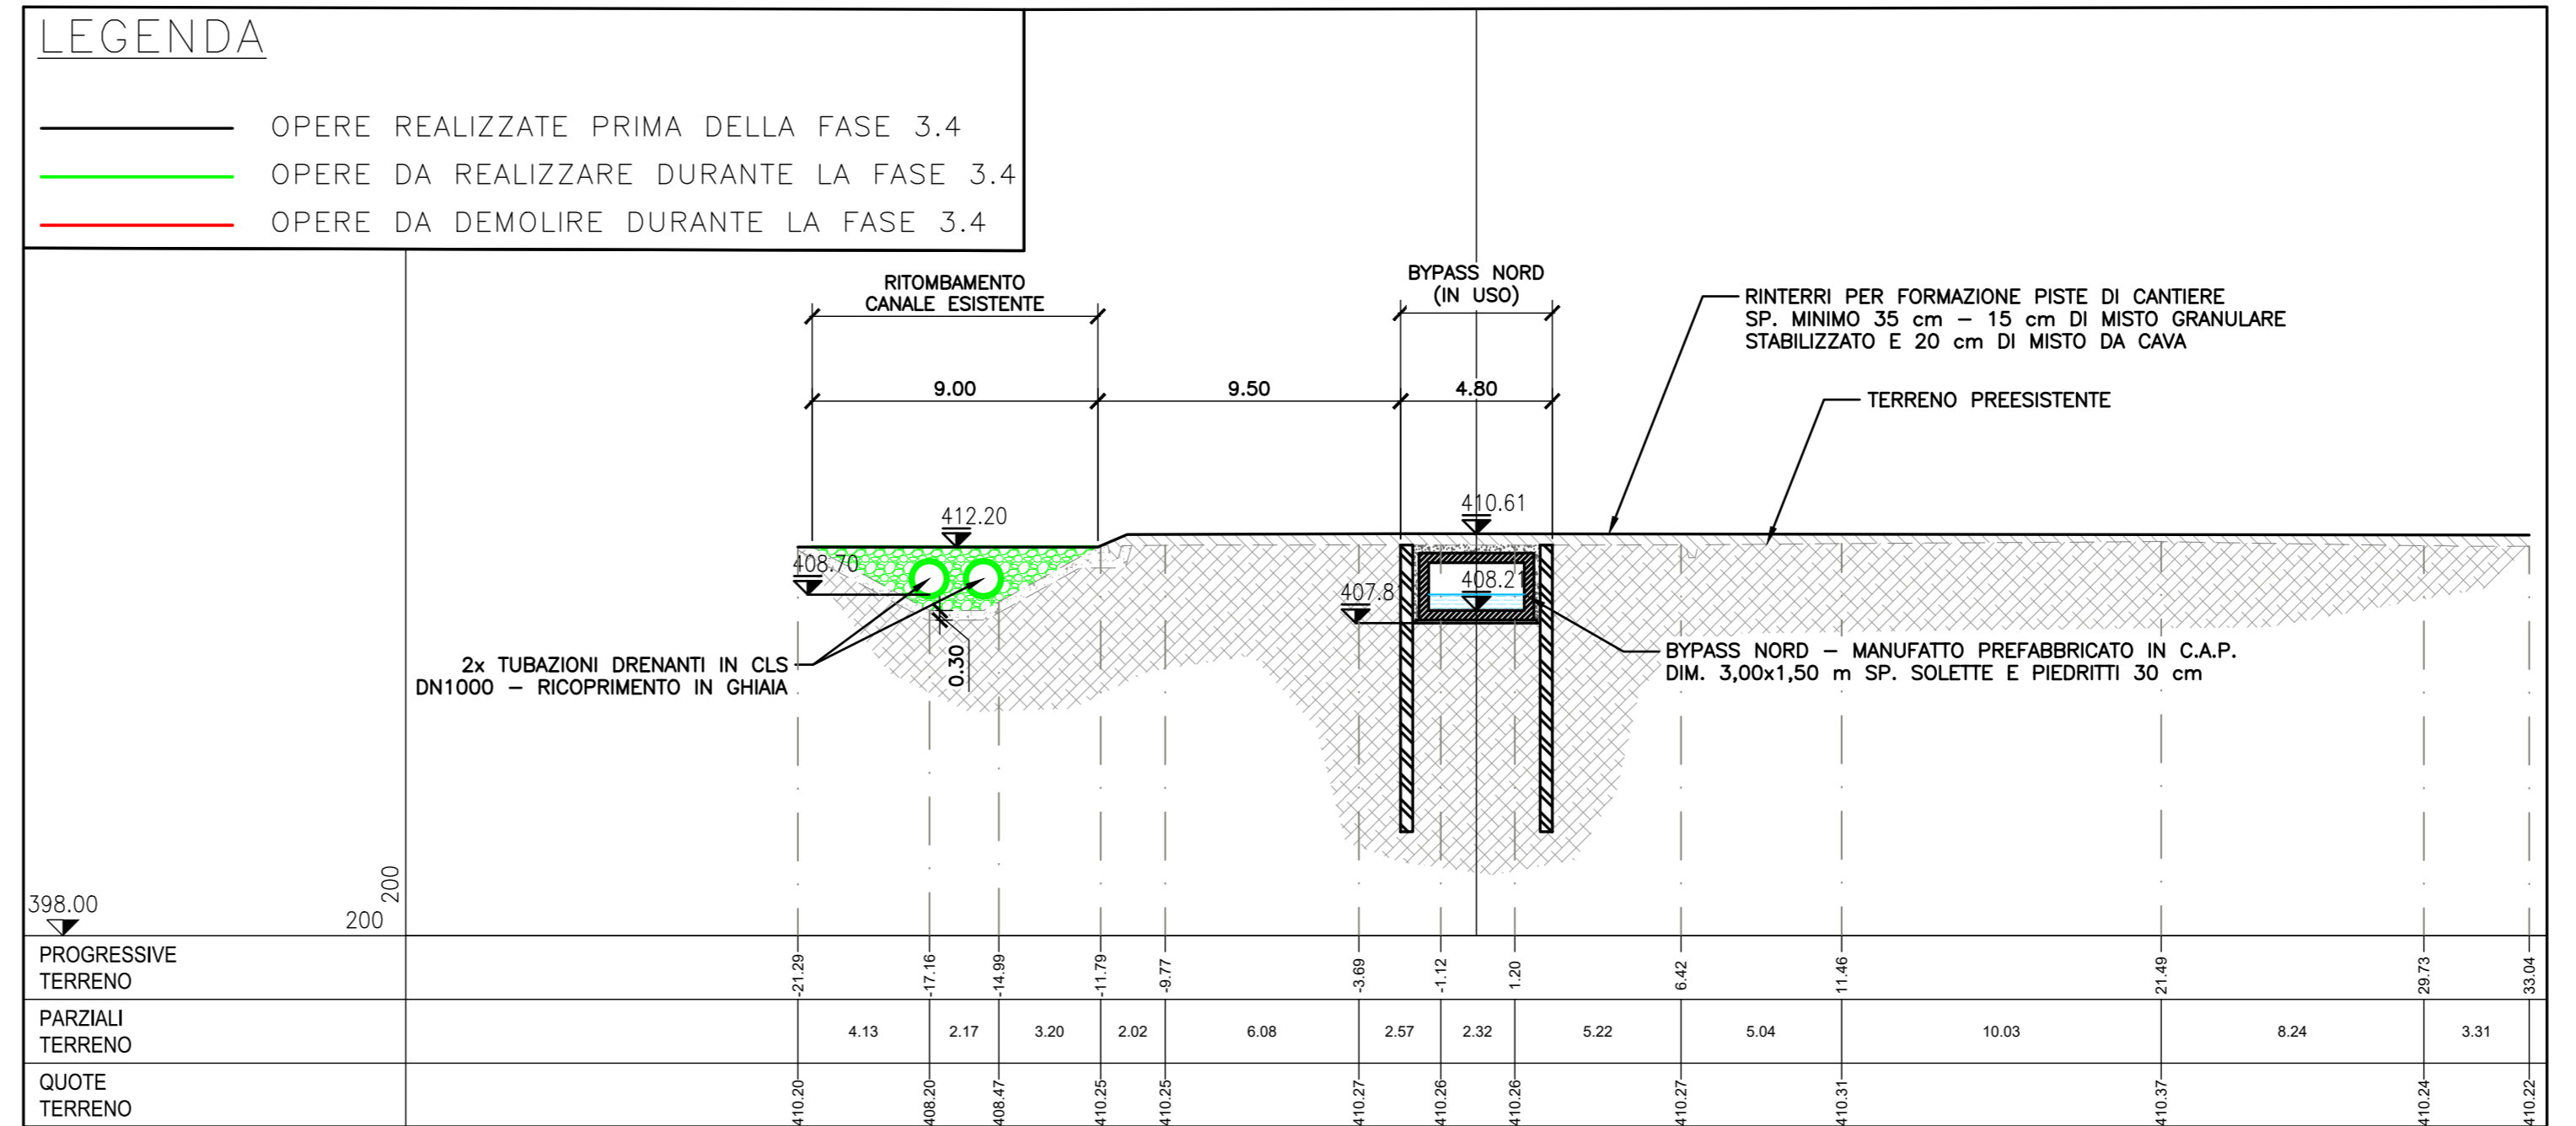 LEGENDA
OPERE REALIZZATE PRIMA DELLA FASE 3.4
OPERE DA REALIZZARE DURANTE LA FASE 3.4
OPERE DA DEMOLIRE DURANTE LA FASE 3.4
RITOMBAMENTO
CANALE ESISTENTE
BYPASS NORD
(IN USO)
RINTERRI PER FORMAZIONE PISTE DI CANTIERE
SP. MINIMO 35 cm – 15 cm DI MISTO GRANULARE
STABILIZZATO E 20 cm DI MISTO DA CAVA
9.00 9.50 4.80
TERRENO PREESISTENTE
412.20
410.61
408.70
407.81
408.21
0.30
2x TUBAZIONI DRENANTI IN CLS
DN1000 – RICOPRIMENTO IN GHIAIA
BYPASS NORD – MANUFATTO PREFABBRICATO IN C.A.P.
DIM. 3,00x1,50 m SP. SOLETTE E PIEDRITTI 30 cm
398.00
200
200
PROGRESSIVE
TERRENO
-21.29 -17.16 -14.99 -11.79 -9.77 -3.69 -1.12 1.20 6.42 11.46 21.49 29.73 33.04
PARZIALI
TERRENO
4.13 2.17 3.20 2.02 6.08 2.57 2.32 5.22 5.04 10.03 8.24 3.31
QUOTE
TERRENO
410.20 408.20 408.47 410.25 410.25 410.27 410.26 410.26 410.27 410.31 410.37 410.24 410.22